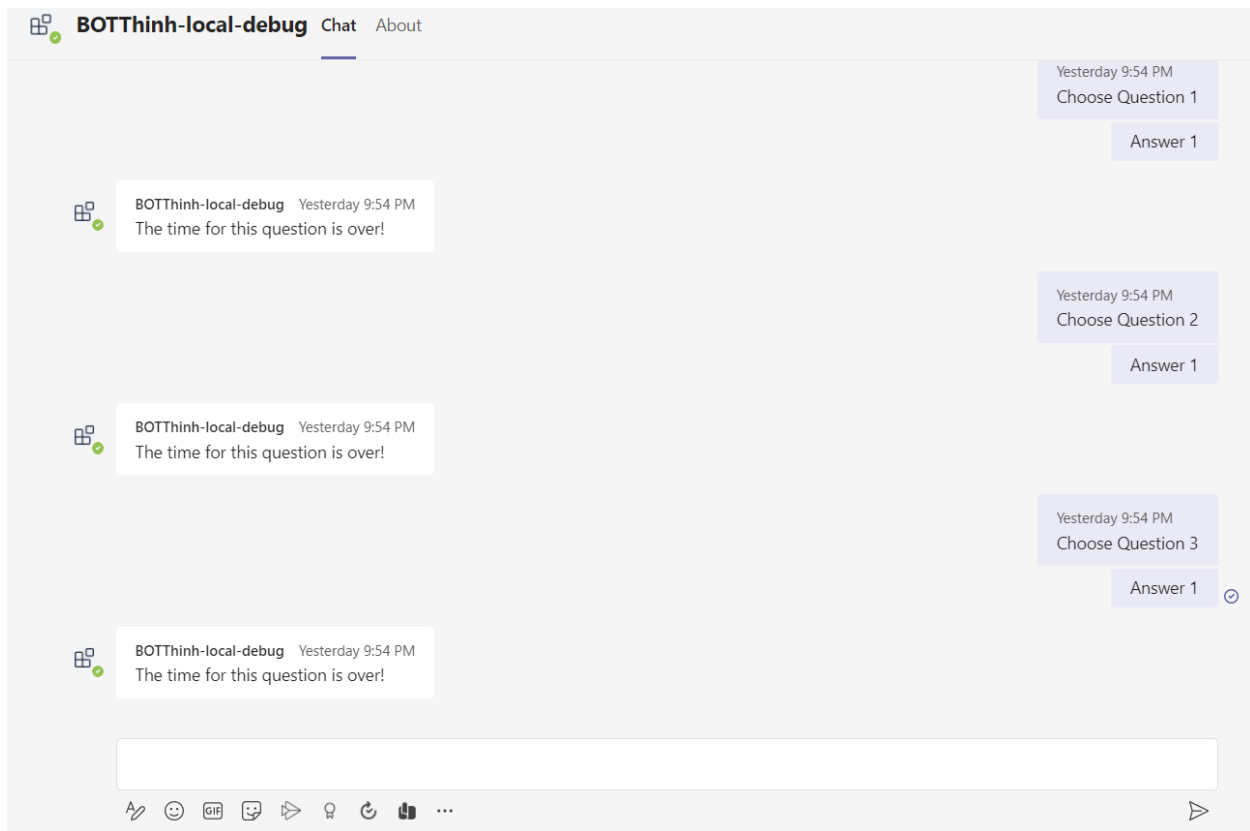 BOTThinh-local-debug Chat About
Yesterday 9:54 PM
Choose Question 1
Answer 1
BOTThinh-local-debug Yesterday 9:54 PM
The time for this question is over!
Yesterday 9:54 PM
Choose Question 2
Answer 1
BOTThinh-local-debug Yesterday 9:54 PM
The time for this question is over!
Yesterday 9:54 PM
Choose Question 3
Answer 1
BOTThinh-local-debug Yesterday 9:54 PM
The time for this question is over!
GIF